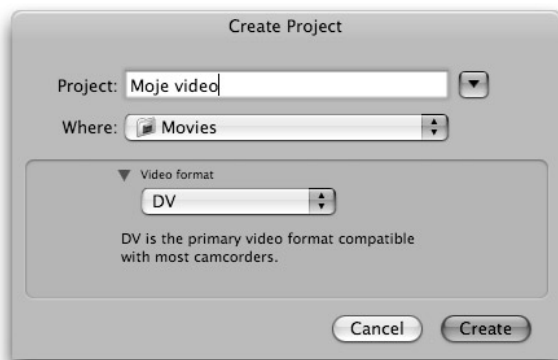 Create Project
Project: Moje video
Where: Movies
Video format
DV
DV is the primary video format compatible
with most camcorders.
Cancel Create